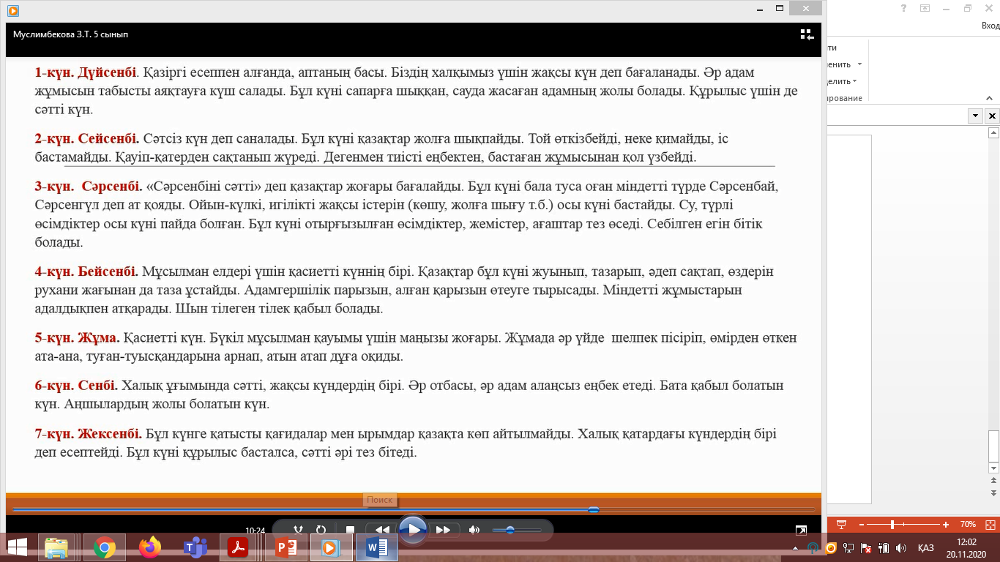 Муслимбекова З.Т. 5 сынып
Вход
ти
менить
делить
ирование
1-күн. Дүйсенбі. Қазіргі есеппен алғанда, аптаның басы. Біздің халқымыз үшін жақсы күн деп бағаланады. Әр адам
жұмысын табысты аяқтауға күш салады. Бұл күні сапарға шыққан, сауда жасаған адамның жолы болады. Құрылыс үшін де
сәтті күн.
2-күн. Сейсенбі. Сәтсіз күн деп саналады. Бұл күні қазақтар жолға шықпайды. Той өткізбейді, неке қимайды, іс
бастамайды. Қауіп-қатерден сақтанып жүреді. Дегенмен тиісті еңбектен, бастаған жұмысынан қол үзбейді.
3-күн.  Сәрсенбі. «Сәрсенбіні сәтті» деп қазақтар жоғары бағалайды. Бұл күні бала туса оған міндетті түрде Сәрсенбай,
Сәрсенгүл деп ат қояды. Ойын-күлкі, игілікті жақсы істерін (көшу, жолға шығу т.б.) осы күні бастайды. Су, түрлі
өсімдіктер осы күні пайда болған. Бұл күні отырғызылған өсімдіктер, жемістер, ағаштар тез өседі. Себілген егін бітік
болады.
4-күн. Бейсенбі. Мұсылман елдері үшін қасиетті күннің бірі. Қазақтар бұл күні жуынып, тазарып, әдеп сақтап, өздерін
рухани жағынан да таза ұстайды. Адамгершілік парызын, алған қарызын өтеуге тырысады. Міндетті жұмыстарын
адалдықпен атқарады. Шын тілеген тілек қабыл болады.
5-күн. Жұма. Қасиетті күн. Бүкіл мұсылман қауымы үшін маңызы жоғары. Жұмада әр үйде  шелпек пісіріп, өмірден өткен
ата-ана, туған-туысқандарына арнап, атын атап дұға оқиды.
6-күн. Сенбі. Халық ұғымында сәтті, жақсы күндердің бірі. Әр отбасы, әр адам алаңсыз еңбек етеді. Бата қабыл болатын
күн. Аңшылардың жолы болатын күн.
7-күн. Жексенбі. Бұл күнге қатысты қағидалар мен ырымдар қазақта көп айтылмайды. Халық қатардағы күндердің бірі
деп есептейді. Бұл күні құрылыс басталса, сәтті әрі тез бітеді.
Поиск
10:24
70%
ҚАЗ
12:02
20.11.2020